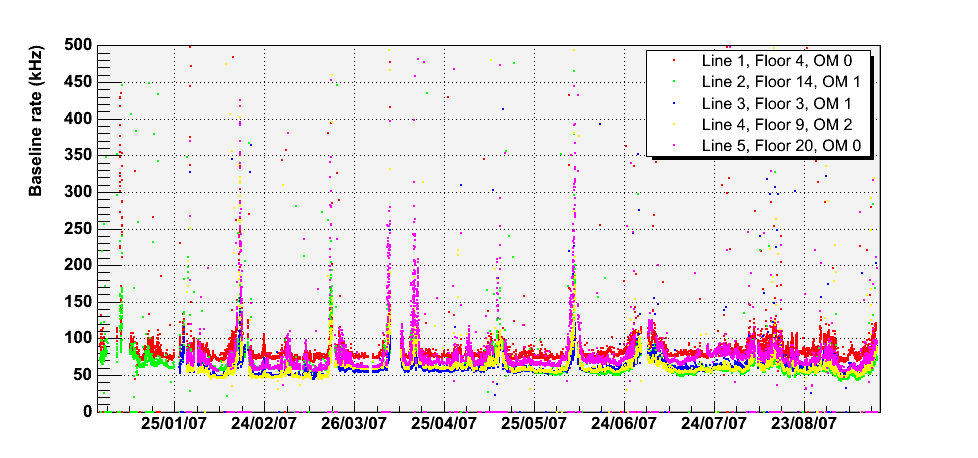 Baseline rate (kHz)
500
450
400
350
300
250
200
150
100
50
0
Line 1, Floor 4, OM 0
Line 2, Floor 14, OM 1
Line 3, Floor 3, OM 1
Line 4, Floor 9, OM 2
Line 5, Floor 20, OM 0
25/01/07 24/02/07 26/03/07 25/04/07 25/05/07 24/06/07 24/07/07 23/08/07